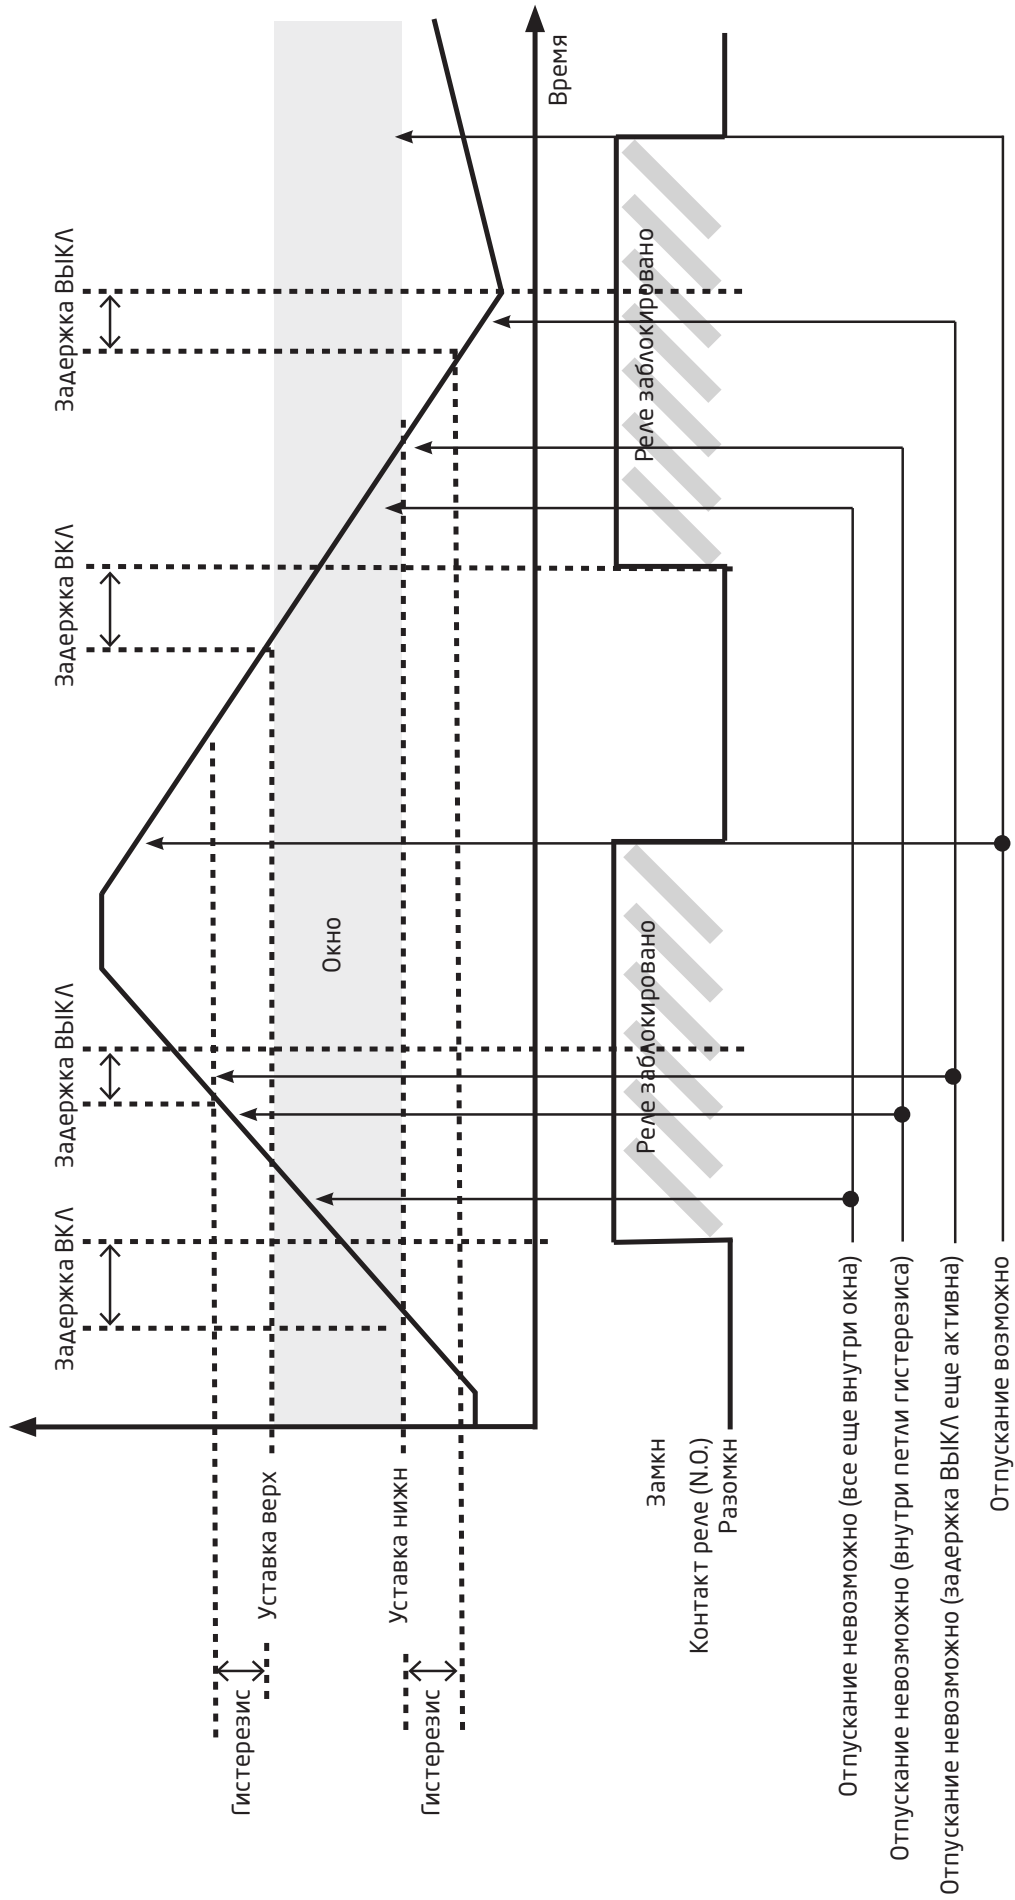 Задержка ВКЛ
Задержка ВЫКЛ
Задержка ВКЛ
Задержка ВЫКЛ
Гистерезис
Уставка верх
Окно
Гистерезис
Уставка нижн
Время
Замкн
Контакт реле (N.O.)
Разомкн
Реле заблокировано
Реле заблокировано
Отпускание невозможно (все еще внутри окна)
Отпускание невозможно (внутри петли гистерезиса)
Отпускание невозможно (задержка ВЫКЛ еще активна)
Отпускание возможно